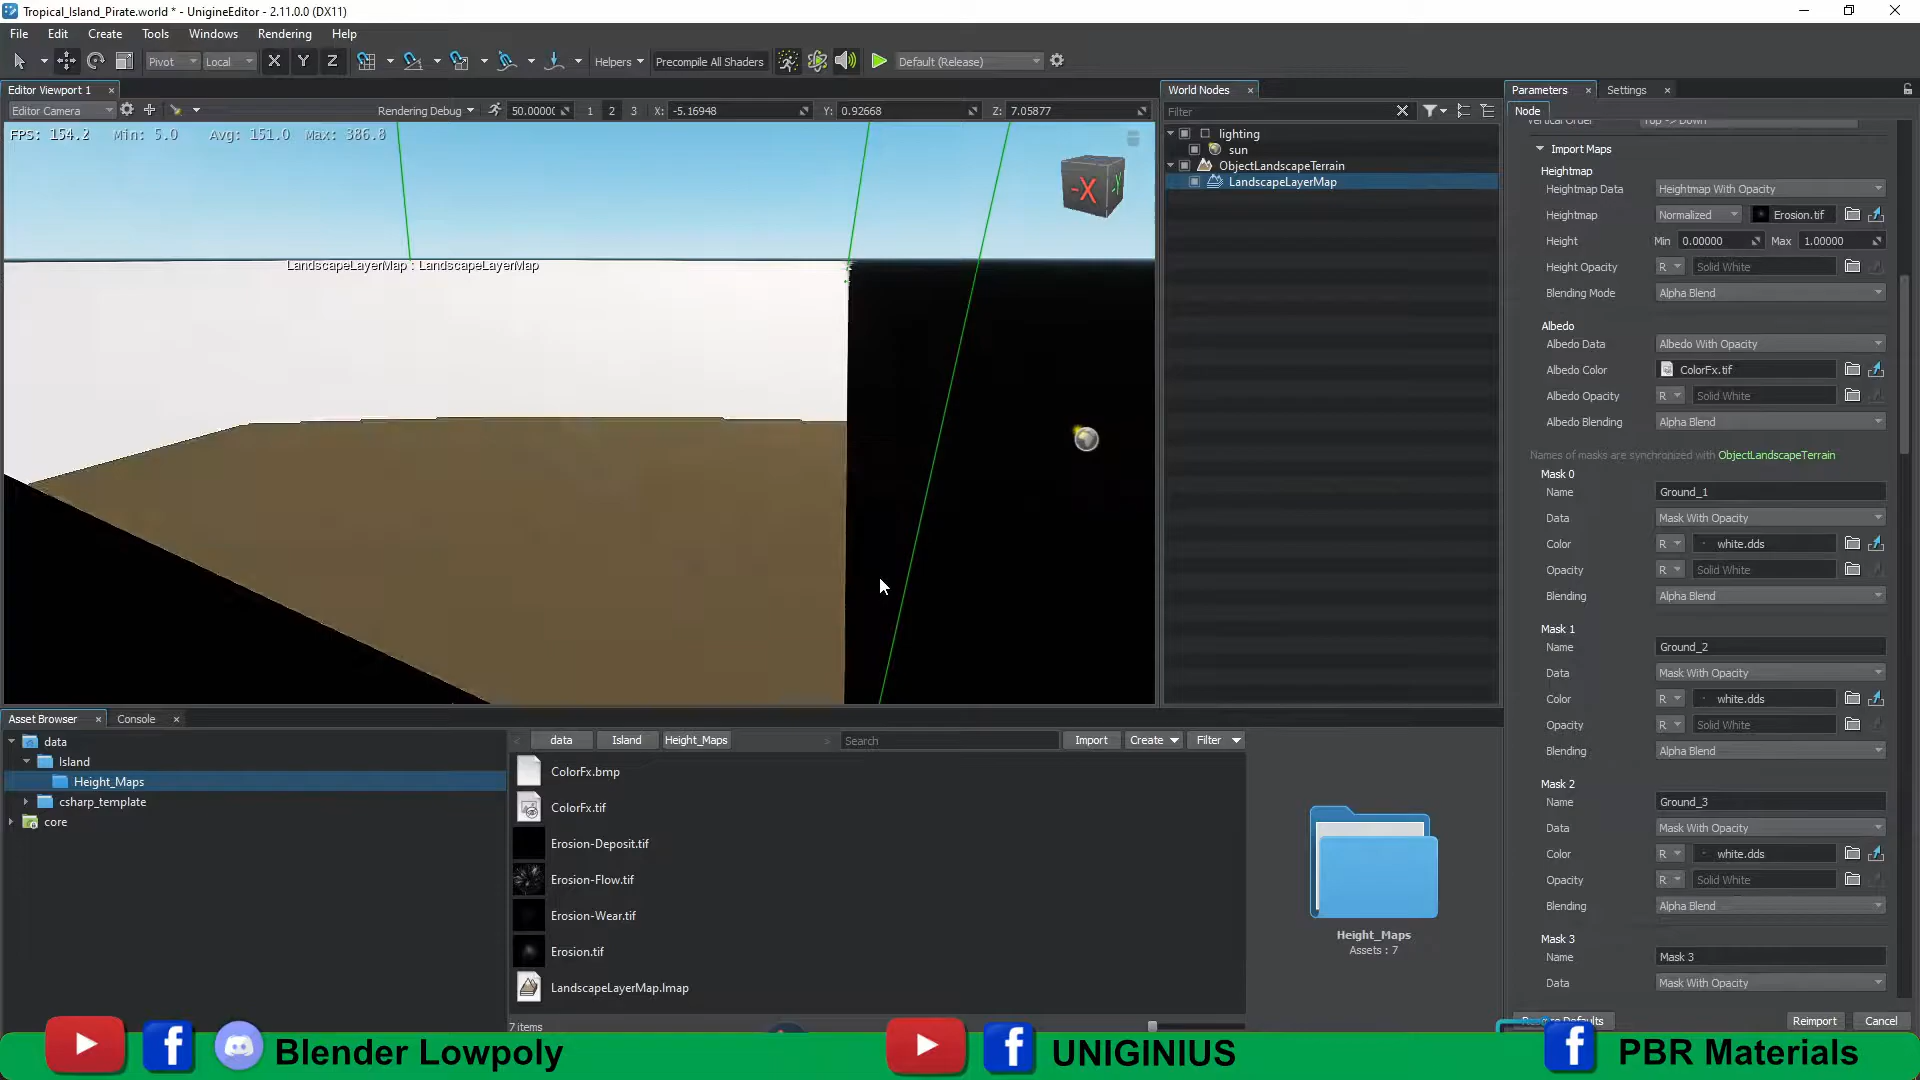 Tropical_Island_Pirate.world * - UnigineEditor - 2.11.0.0 (DX11)
File Edit Create Tools Windows Rendering Help
Pivot Local X Y Z Helpers Precompile All Shaders Default (Release)
Editor Viewport 1
Editor Camera Rendering Debug 50.0000 1 2 3 X: -5.16948 Y: 0.92668 Z: 7.05877
FPS: 154.2 Min: 5.0 Avg: 151.0 Max: 386.8
-X Y
LandscapeLayerMap : LandscapeLayerMap
World Nodes
Filter
lighting
sun
ObjectLandscapeTerrain
LandscapeLayerMap
Parameters Settings
Node
Vertical Order Top -> Down
Import Maps
Heightmap
Heightmap Data Heightmap With Opacity
Heightmap Normalized Erosion.tif
Height Min 0.00000 Max 1.00000
Height Opacity R Solid White
Blending Mode Alpha Blend
Albedo
Albedo Data Albedo With Opacity
Albedo Color ColorFx.tif
Albedo Opacity R Solid White
Albedo Blending Alpha Blend
Names of masks are synchronized with ObjectLandscapeTerrain
Mask 0
Name Ground_1
Data Mask With Opacity
Color R white.dds
Opacity R Solid White
Blending Alpha Blend
Mask 1
Name Ground_2
Data Mask With Opacity
Color R white.dds
Opacity R Solid White
Blending Alpha Blend
Mask 2
Name Ground_3
Data Mask With Opacity
Color R white.dds
Opacity R Solid White
Blending Alpha Blend
Mask 3
Name Mask 3
Data Mask With Opacity
Defaults Reimport Cancel
Asset Browser Console
data
Island
Height_Maps
csharp_template
core
data Island Height_Maps Search Import Create Filter
ColorFx.bmp
ColorFx.tif
Erosion-Deposit.tif
Erosion-Flow.tif
Erosion-Wear.tif
Erosion.tif
LandscapeLayerMap.lmap
7 items
Height_Maps
Assets : 7
Blender Lowpoly
UNIGINIUS
PBR Materials